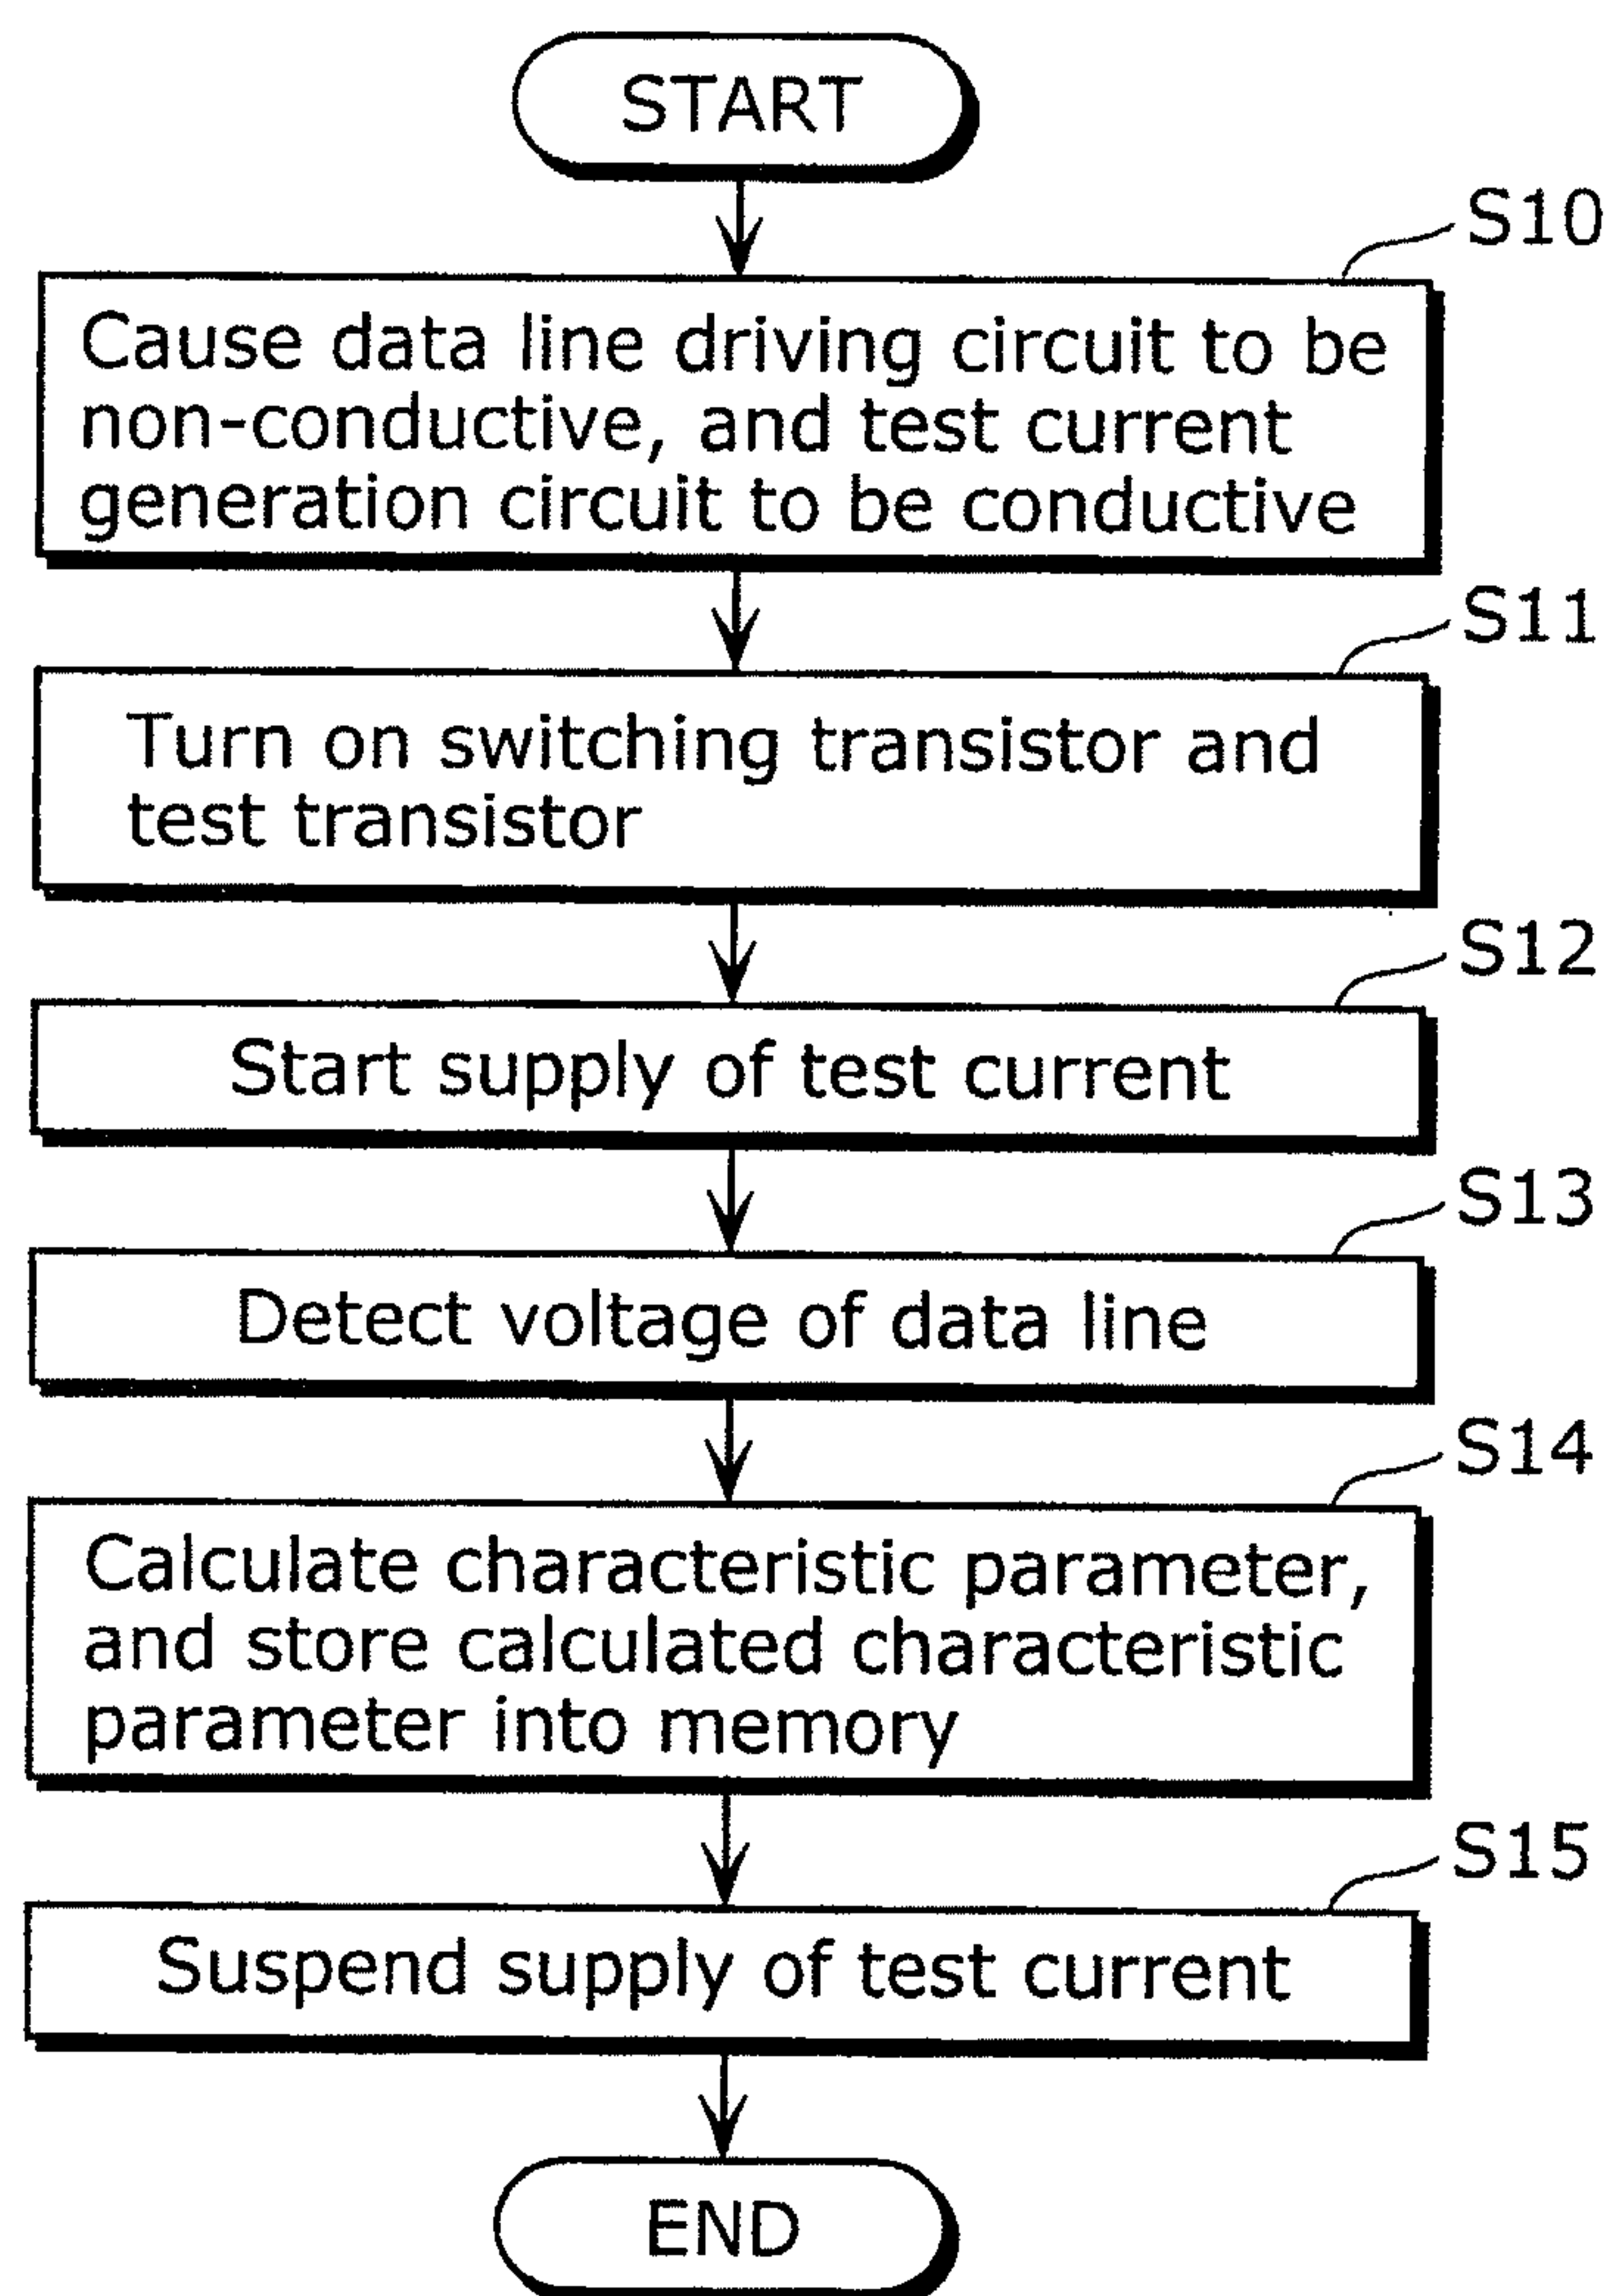 START
S10
Cause data line driving circuit to be
non-conductive, and test current
generation circuit to be conductive
S11
Turn on switching transistor and
test transistor
S12
Start supply of test current
S13
Detect voltage of data line
S14
Calculate characteristic parameter,
and store calculated characteristic
parameter into memory
S15
Suspend supply of test current
END